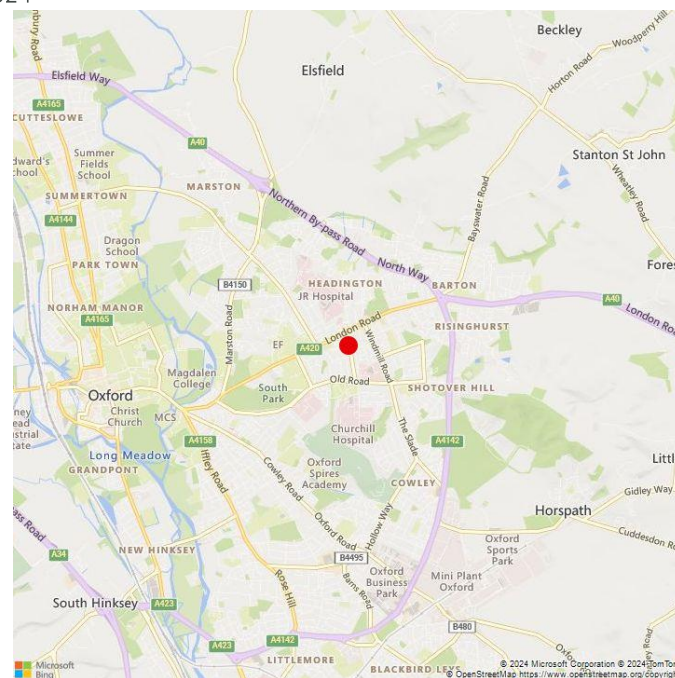 Beckley
Woodperry Hill
Elsfield
Horton Road
Elsfield Way
A4165
CUTTESLOWE
A40
Stanton St John
Summer
Fields
School
MARSTON
SUMMERTOWN
Wheatley Road
Northern By-pass Road
Bayswater Road
A4144
Dragon
School
PARK TOWN
North Way
B4150
HEADINGTON
BARTON
JR Hospital
A40
NORHAM MANOR
A4165
Marston Road
London Road
RISINGHURST
EF
A420
Windmill Road
Magdalen
College
South
Park
Old Road
SHOTOVER HILL
Oxford
Christ
Church
MCS
Churchill
Hospital
The Slade
A4142
Long Meadow
A4158
Iffley Road
GRANDPONT
Cowley Road
Oxford
Spires
Academy
COWLEY
Gidley Way
Hollow Way
Horspath
Oxford Road
Cuddesdon
A34
NEW HINKSEY
B4495
Oxford
Sports
Park
Oxford
Business
Park
Mini Plant
Oxford
Rose Hill
Barns Road
South Hinksey
A423
B480
A423
A4142
LITTLEMORE
BLACKBIRD LEYS
Microsoft
Bing
© 2024 Microsoft Corporation © 2024 TomTom
© OpenStreetMap https://www.openstreetmap.org/copyright